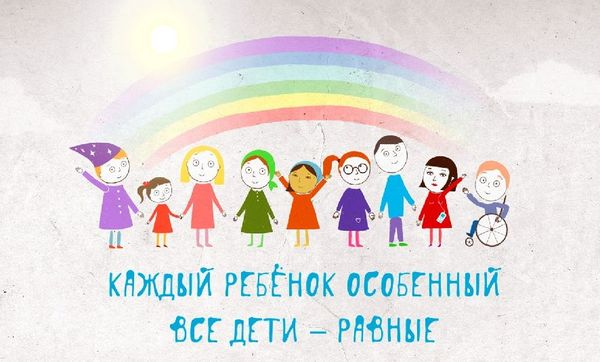 КАЖДЫЙ РЕБЁНОК ОСОБЕННЫЙ
ВСЕ ДЕТИ – РАВНЫЕ